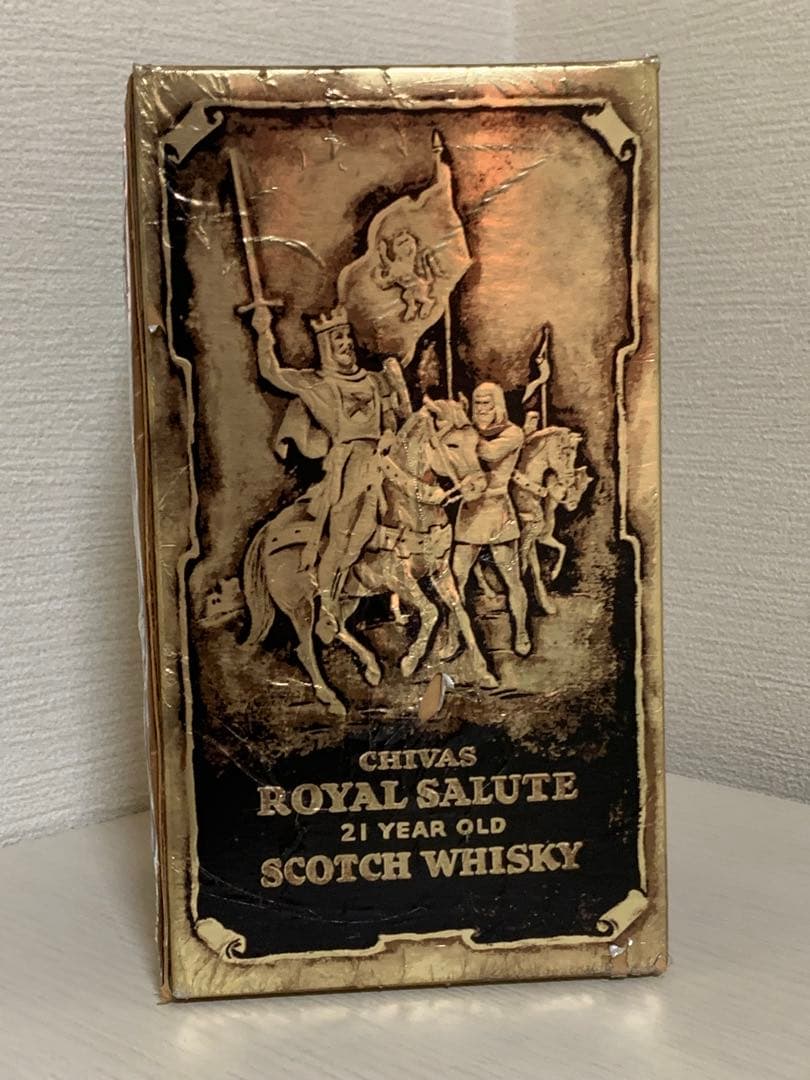 CHIVAS
ROYAL SALUTE
21 YEAR OLD
SCOTCH WHISKY